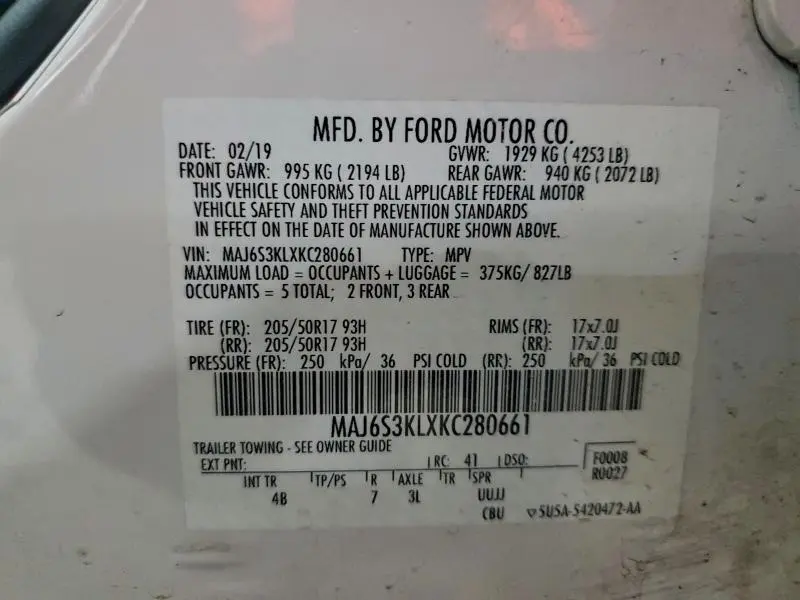 MFD. BY FORD MOTOR CO.
DATE: 02/19 GVWR: 1929 KG ( 4253 LB)
FRONT GAWR: 995 KG ( 2194 LB) REAR GAWR: 940 KG ( 2072 LB)
THIS VEHICLE CONFORMS TO ALL APPLICABLE FEDERAL MOTOR
VEHICLE SAFETY AND THEFT PREVENTION STANDARDS
IN EFFECT ON THE DATE OF MANUFACTURE SHOWN ABOVE.
VIN: MAJ6S3KLXKC280661 TYPE: MPV
MAXIMUM LOAD = OCCUPANTS + LUGGAGE = 375KG/ 827LB
OCCUPANTS = 5 TOTAL; 2 FRONT, 3 REAR
TIRE (FR): 205/50R17 93H RIMS (FR): 17x7.0J
(RR): 205/50R17 93H (RR): 17x7.0J
PRESSURE (FR): 250 kPa/ 36 PSI COLD (RR): 250 kPa/ 36 PSI COLD
MAJ6S3KLXKC280661
TRAILER TOWING - SEE OWNER GUIDE
EXT PNT: RC: 41 DSO: F0008
R0027
INT TR TP/PS R AXLE TR SPR
4B 7 3L UUJJ
CBU ▽5U5A-5420472-AA